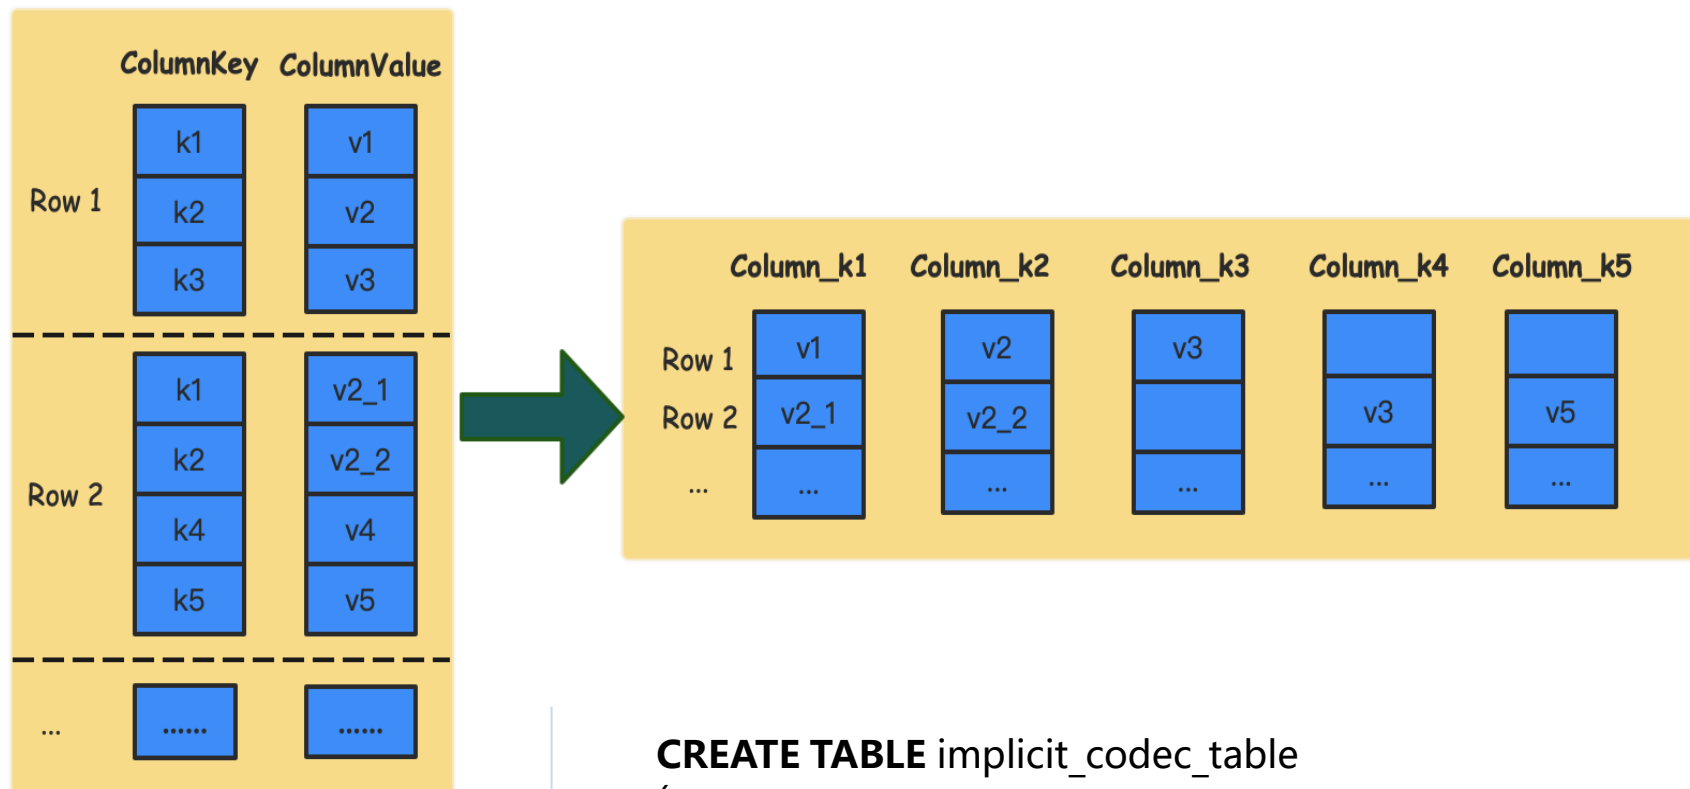 ColumnKey ColumnValue
k1 v1
Row 1 k2 v2
k3 v3
k1 v2_1
k2 v2_2
Row 2
k4 v4
k5 v5
... ...... ......
Column_k1 Column_k2 Column_k3 Column_k4 Column_k5
Row 1 v1 v2 v3
Row 2 v2_1 v2_2 v3 v5
... ... ... ... ... ...
CREATE TABLE implicit_codec_table